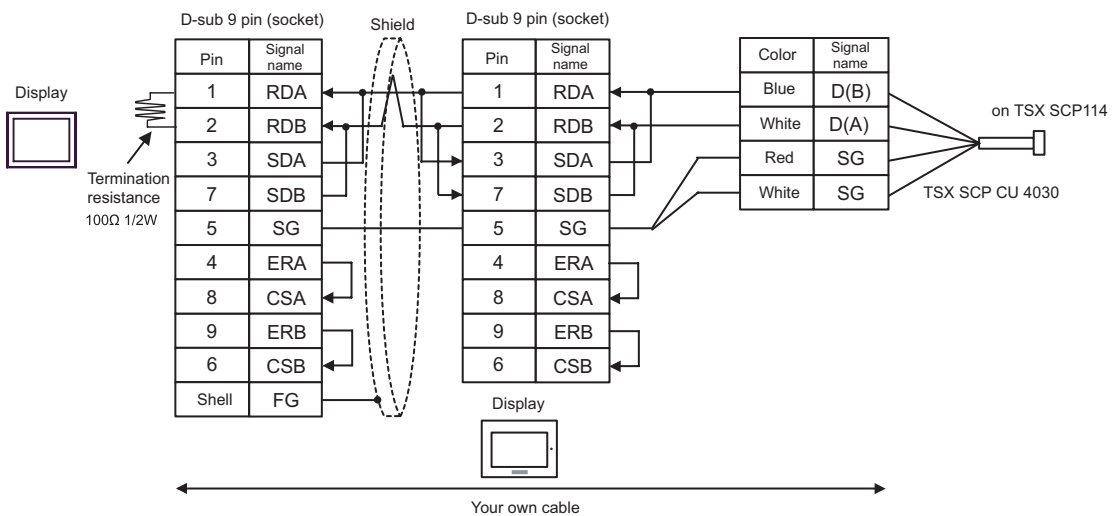 D-sub 9 pin (socket)
Shield
D-sub 9 pin (socket)
Display
Termination
resistance
100Ω 1/2W
Pin Signal name
1 RDA
2 RDB
3 SDA
7 SDB
5 SG
4 ERA
8 CSA
9 ERB
6 CSB
Shell FG
Pin Signal name
1 RDA
2 RDB
3 SDA
7 SDB
5 SG
4 ERA
8 CSA
9 ERB
6 CSB
Display
Color Signal name
Blue D(B)
White D(A)
Red SG
White SG
on TSX SCP114
TSX SCP CU 4030
Your own cable